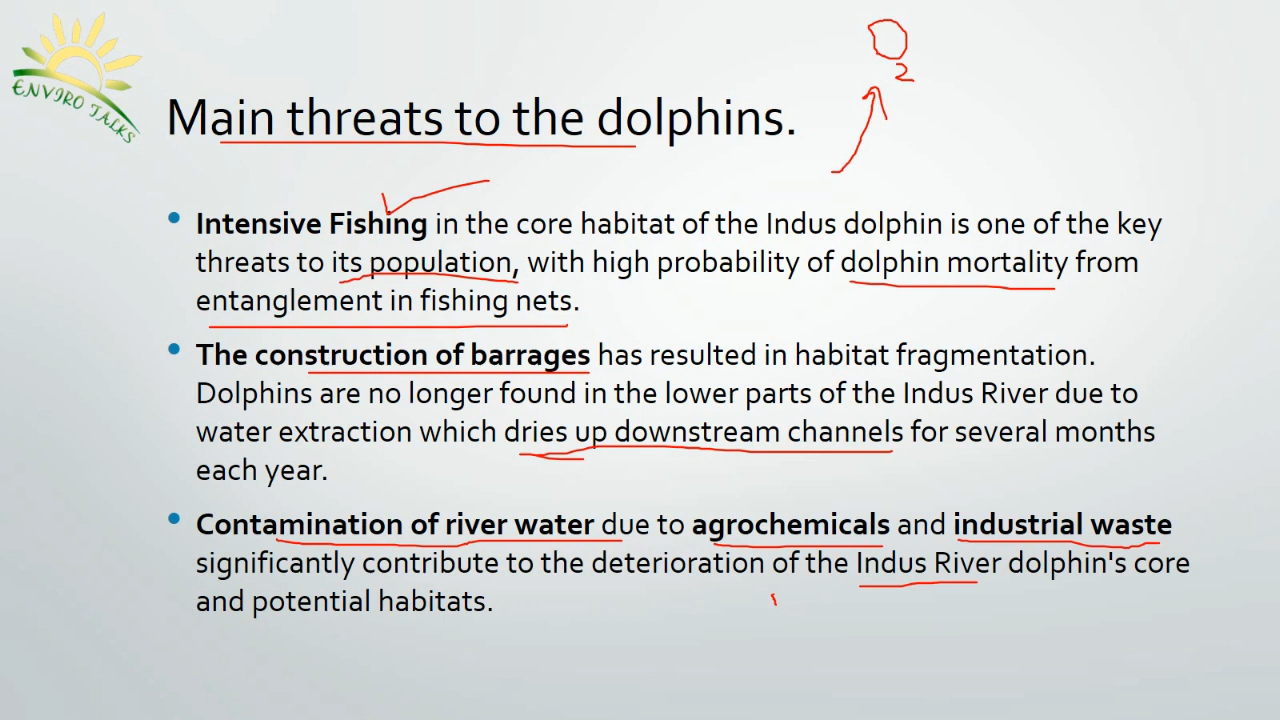 ENVIRO TALKS
O2
Main threats to the dolphins.
• Intensive Fishing in the core habitat of the Indus dolphin is one of the key
threats to its population, with high probability of dolphin mortality from
entanglement in fishing nets.
• The construction of barrages has resulted in habitat fragmentation.
Dolphins are no longer found in the lower parts of the Indus River due to
water extraction which dries up downstream channels for several months
each year.
• Contamination of river water due to agrochemicals and industrial waste
significantly contribute to the deterioration of the Indus River dolphin's core
and potential habitats.